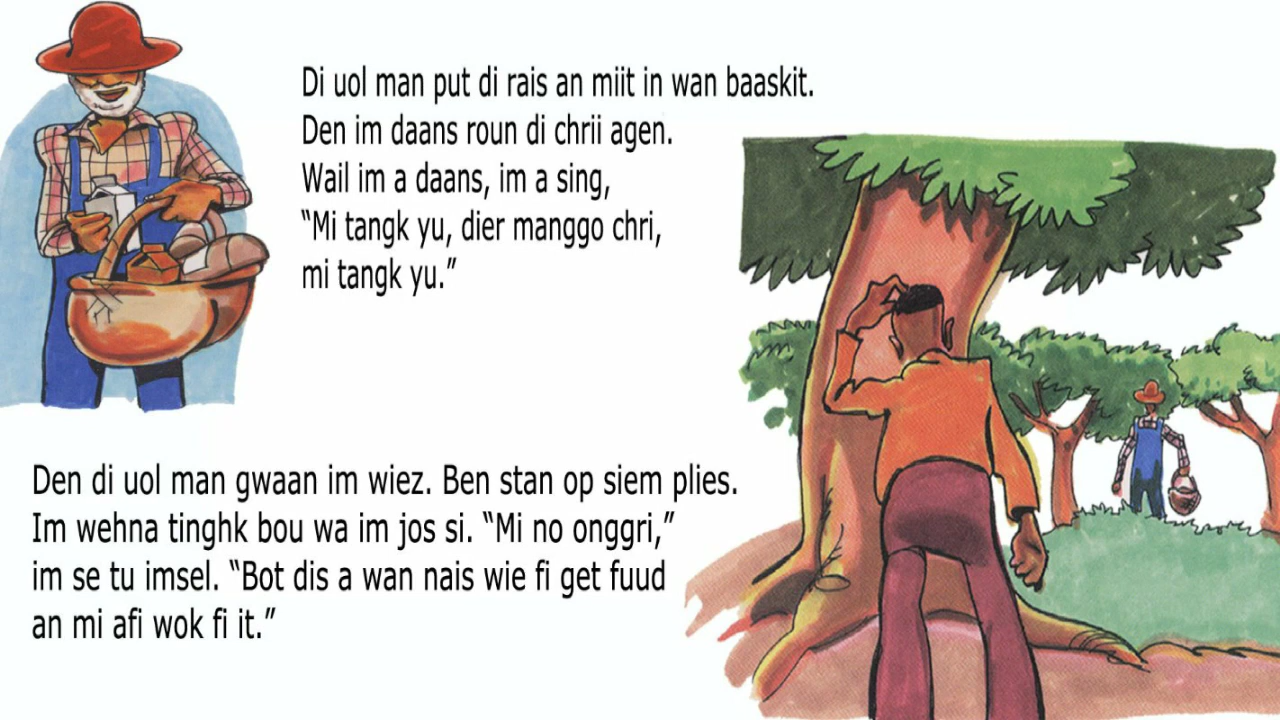 Di uol man put di rais an miit in wan baaskit.
Den im daans roun di chrii agen.
Wail im a daans, im a sing,
“Mi tangk yu, dier manggo chri,
mi tangk yu.”
Den di uol man gwaan im wiez. Ben stan op siem plies.
Im wehna tinghk bou wa im jos si. “Mi no onggri,”
im se tu imsel. “Bot dis a wan nais wie fi get fuud
an mi afi wok fi it.”